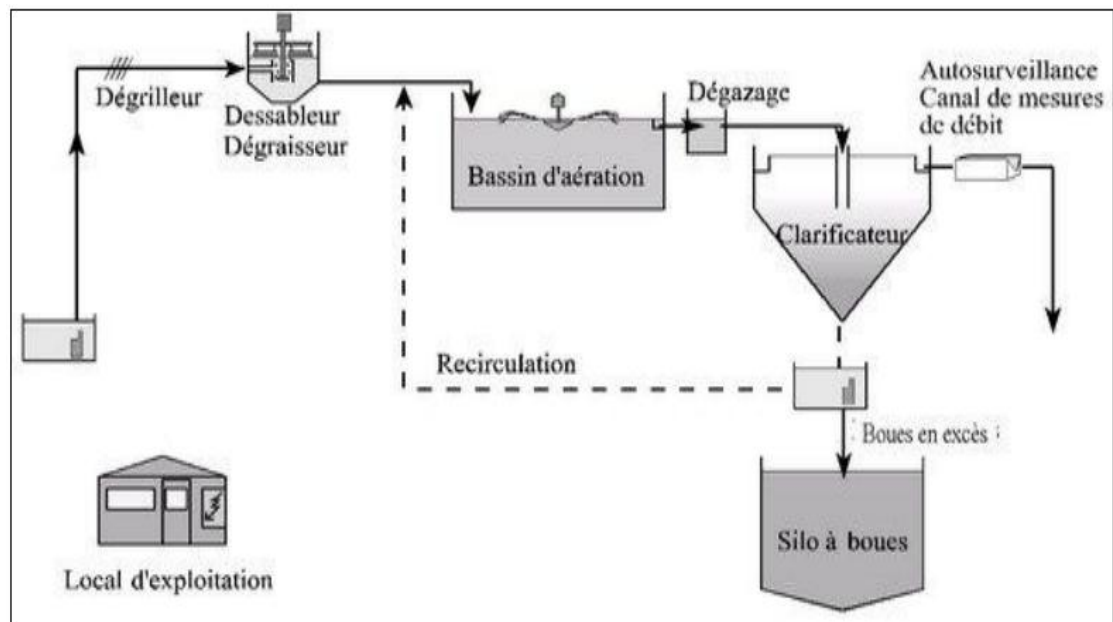 Dégrilleur
Dessableur
Dégraisseur
Bassin d'aération
Dégazage
Autosurveillance
Canal de mesures
de débit
Clarificateur
Recirculation
Boues en excès :
Silo à boues
Local d'exploitation